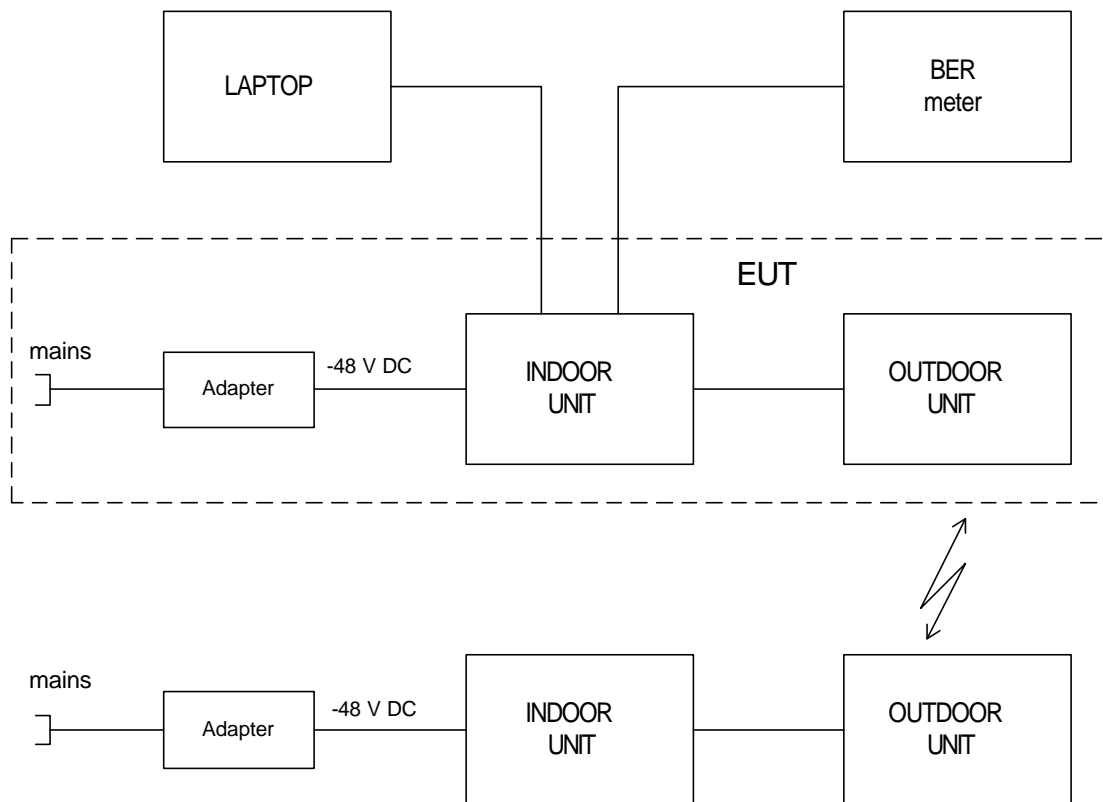 LAPTOP
BER
meter
EUT
mains
Adapter
-48 V DC
INDOOR
UNIT
OUTDOOR
UNIT
mains
Adapter
-48 V DC
INDOOR
UNIT
OUTDOOR
UNIT